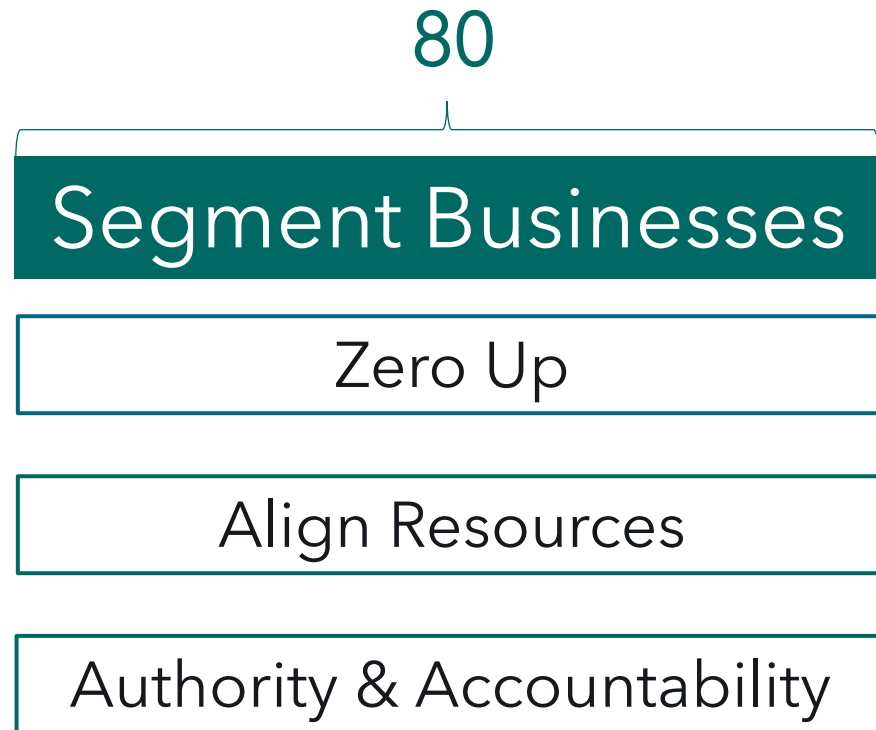 80
Segment Businesses
Zero Up
Align Resources
Authority & Accountability